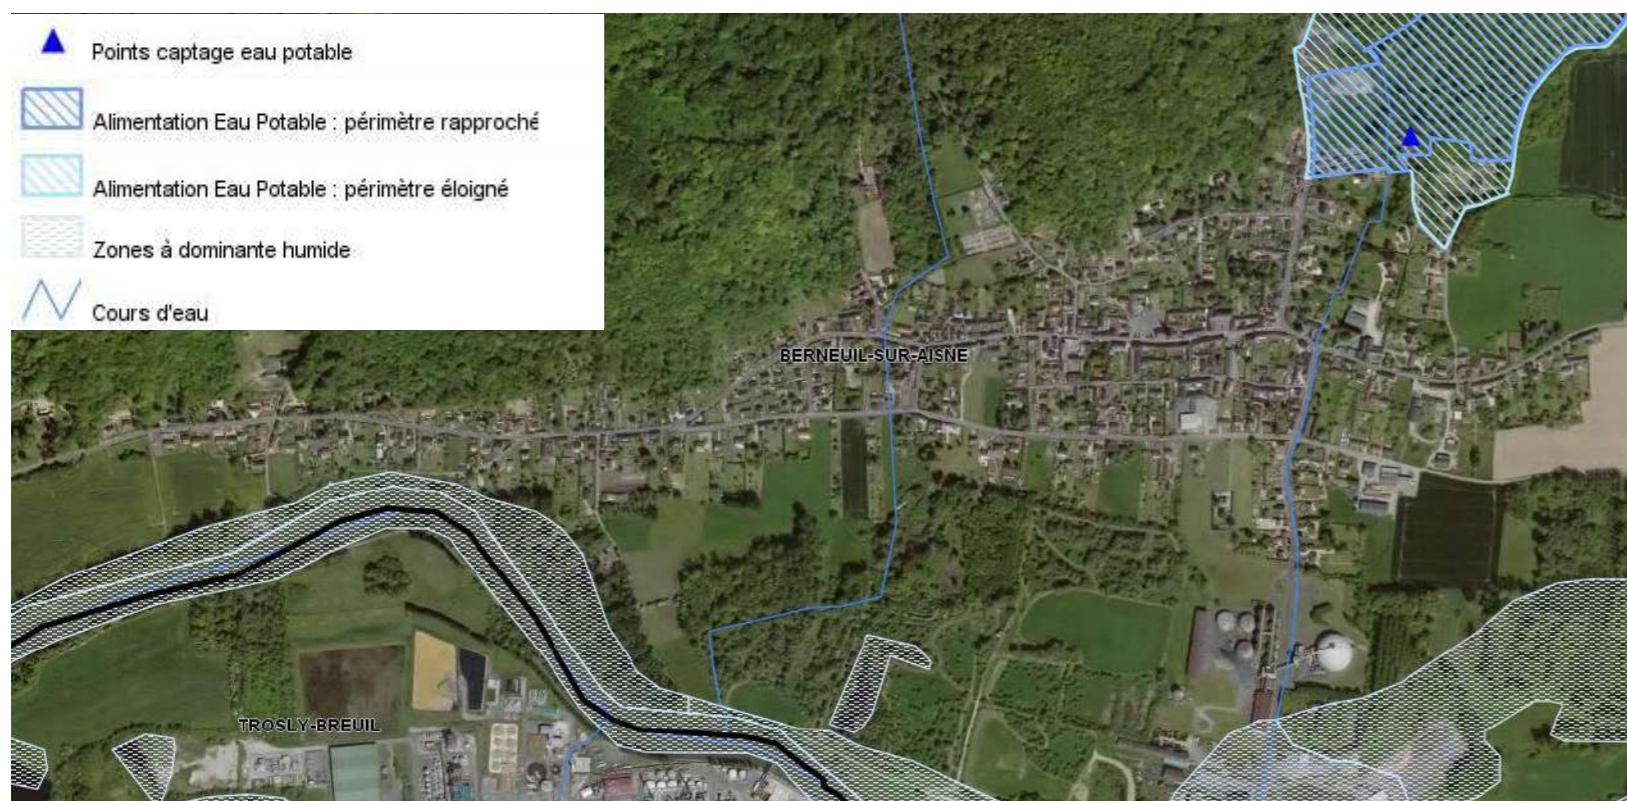 Points captage eau potable
Alimentation Eau Potable : périmètre rapproché
Alimentation Eau Potable : périmètre éloigné
Zones à dominante humide
Cours d'eau
BERNEUIL-SUR-AISNE
TROSLY-BREUIL